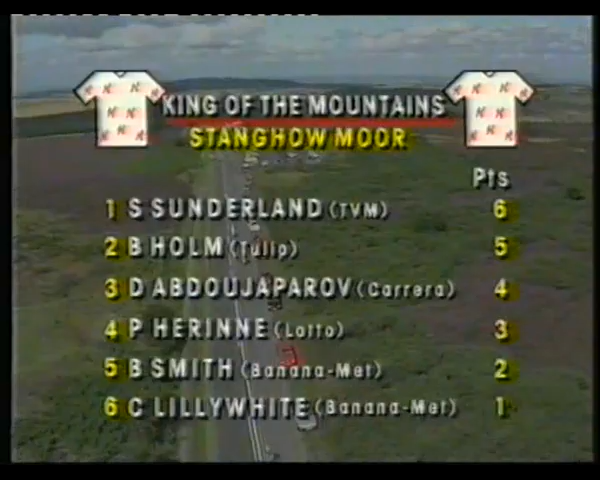 KING OF THE MOUNTAINS
STANGHOW MOOR
Pts
1 S SUNDERLAND (TVM) 6
2 B HOLM (Tulip) 5
3 D ABDOUJAPAROV (Carrera) 4
4 P HERINNE (Lotto) 3
5 B SMITH (Banana-Met) 2
6 C LILLYWHITE (Banana-Met) 1